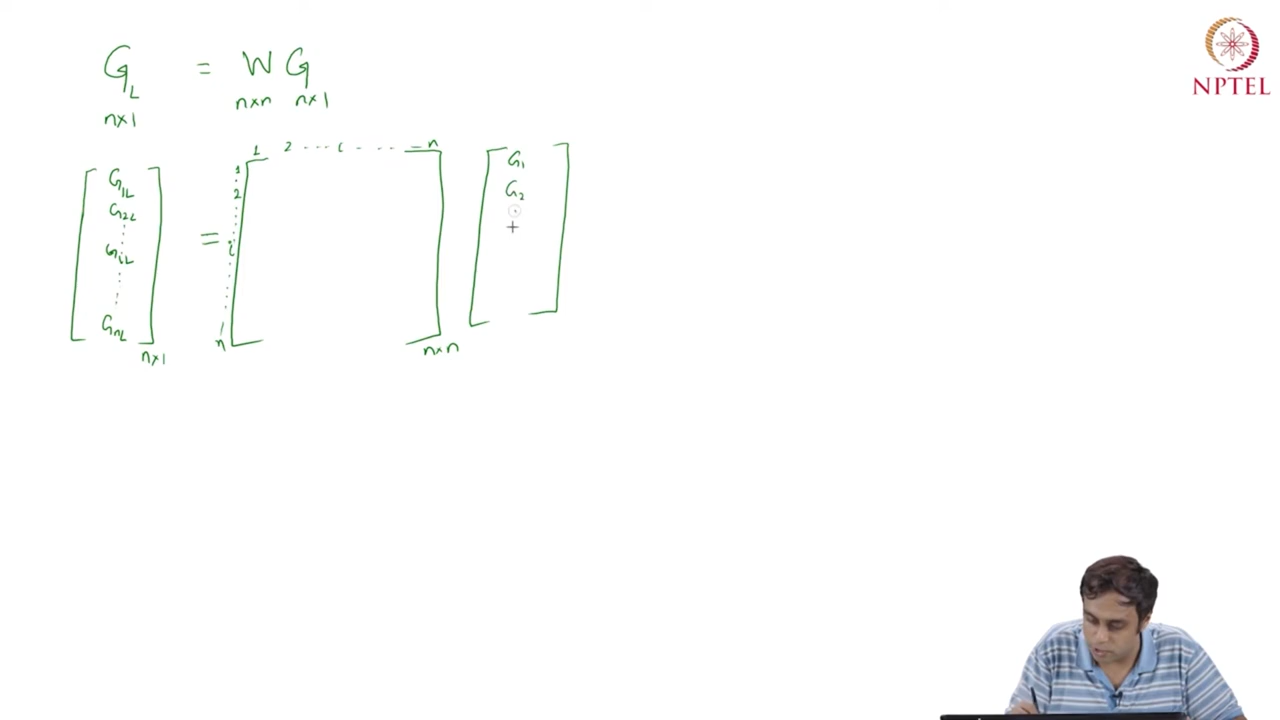 G_L = W G
n×1 n×n n×1
NPTEL
1 2 ... i ... - n
G_1L
G_2L
G_iL
G_nL
n×1
=
1
2
i
n
n×n
G_1
G_2